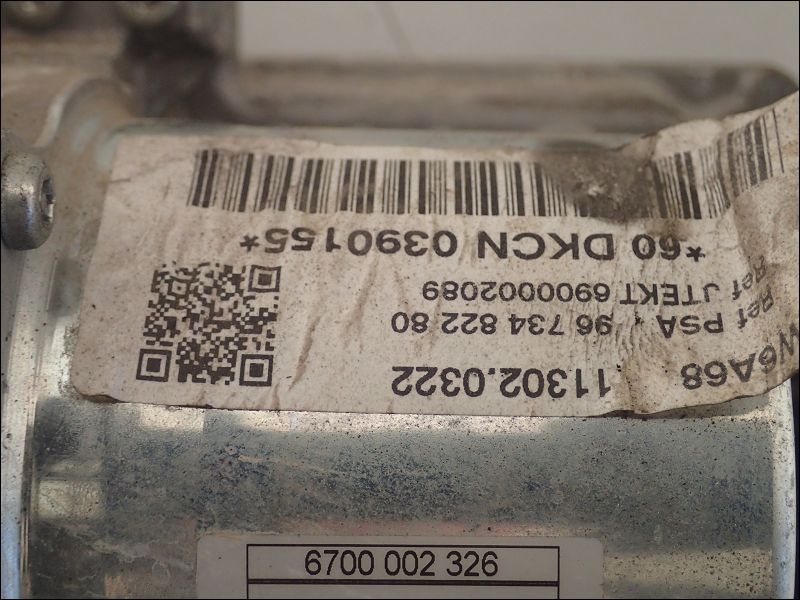 W6A68 11302.0322
Ref PSA 96 734 822 80
Ref JTEKT 6900002089
*60 DKCN 0390155*
6700 002 326